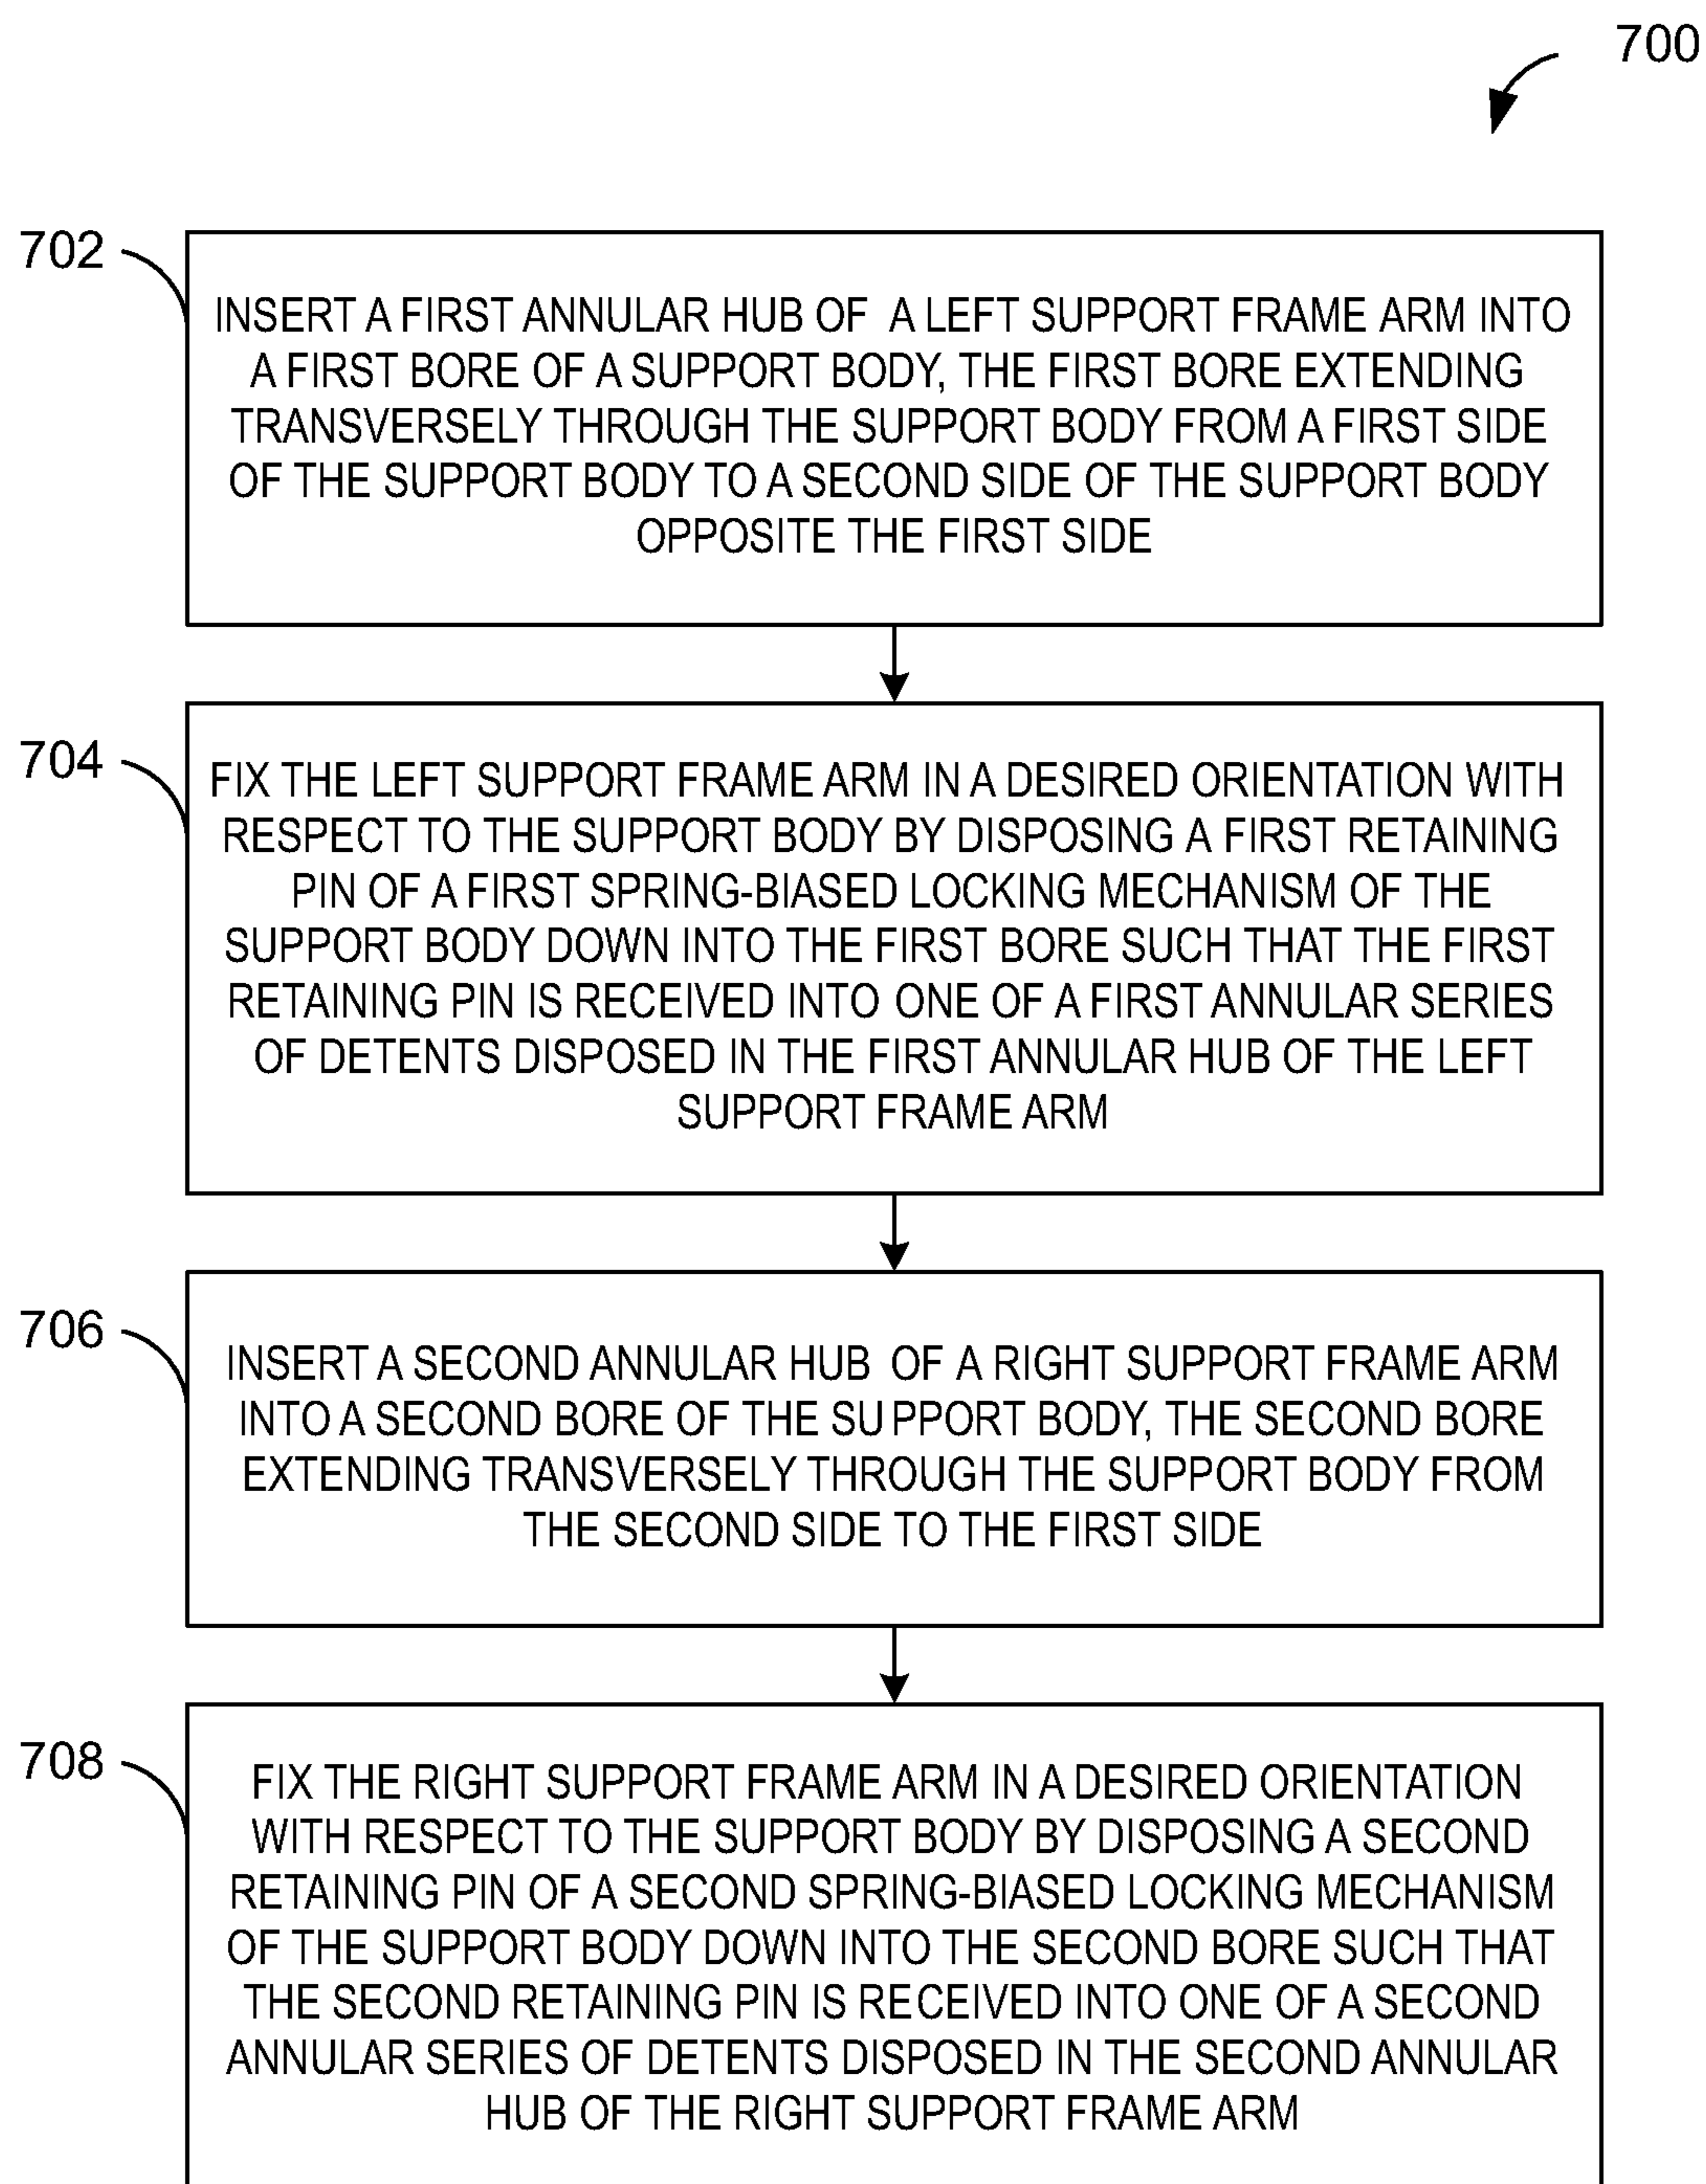 700
702
INSERT A FIRST ANNULAR HUB OF A LEFT SUPPORT FRAME ARM INTO
A FIRST BORE OF A SUPPORT BODY, THE FIRST BORE EXTENDING
TRANSVERSELY THROUGH THE SUPPORT BODY FROM A FIRST SIDE
OF THE SUPPORT BODY TO A SECOND SIDE OF THE SUPPORT BODY
OPPOSITE THE FIRST SIDE
704
FIX THE LEFT SUPPORT FRAME ARM IN A DESIRED ORIENTATION WITH
RESPECT TO THE SUPPORT BODY BY DISPOSING A FIRST RETAINING
PIN OF A FIRST SPRING-BIASED LOCKING MECHANISM OF THE
SUPPORT BODY DOWN INTO THE FIRST BORE SUCH THAT THE FIRST
RETAINING PIN IS RECEIVED INTO ONE OF A FIRST ANNULAR SERIES
OF DETENTS DISPOSED IN THE FIRST ANNULAR HUB OF THE LEFT
SUPPORT FRAME ARM
706
INSERT A SECOND ANNULAR HUB OF A RIGHT SUPPORT FRAME ARM
INTO A SECOND BORE OF THE SUPPORT BODY, THE SECOND BORE
EXTENDING TRANSVERSELY THROUGH THE SUPPORT BODY FROM
THE SECOND SIDE TO THE FIRST SIDE
708
FIX THE RIGHT SUPPORT FRAME ARM IN A DESIRED ORIENTATION
WITH RESPECT TO THE SUPPORT BODY BY DISPOSING A SECOND
RETAINING PIN OF A SECOND SPRING-BIASED LOCKING MECHANISM
OF THE SUPPORT BODY DOWN INTO THE SECOND BORE SUCH THAT
THE SECOND RETAINING PIN IS RECEIVED INTO ONE OF A SECOND
ANNULAR SERIES OF DETENTS DISPOSED IN THE SECOND ANNULAR
HUB OF THE RIGHT SUPPORT FRAME ARM